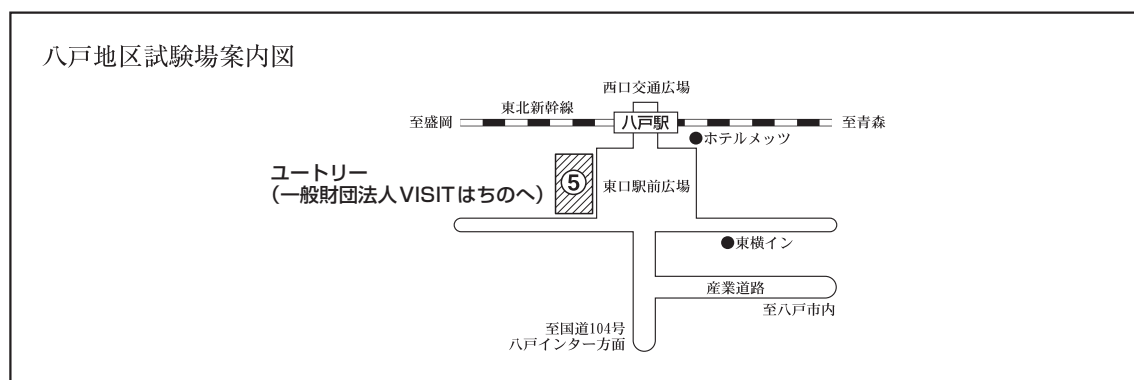 八戸地区試験場案内図
西口交通広場
東北新幹線
至盛岡
八戸駅
至青森
●ホテルメッツ
ユートリー
（一般財団法人VISITはちのへ）
⑤
東口駅前広場
●東横イン
産業道路
至八戸市内
至国道104号
八戸インター方面